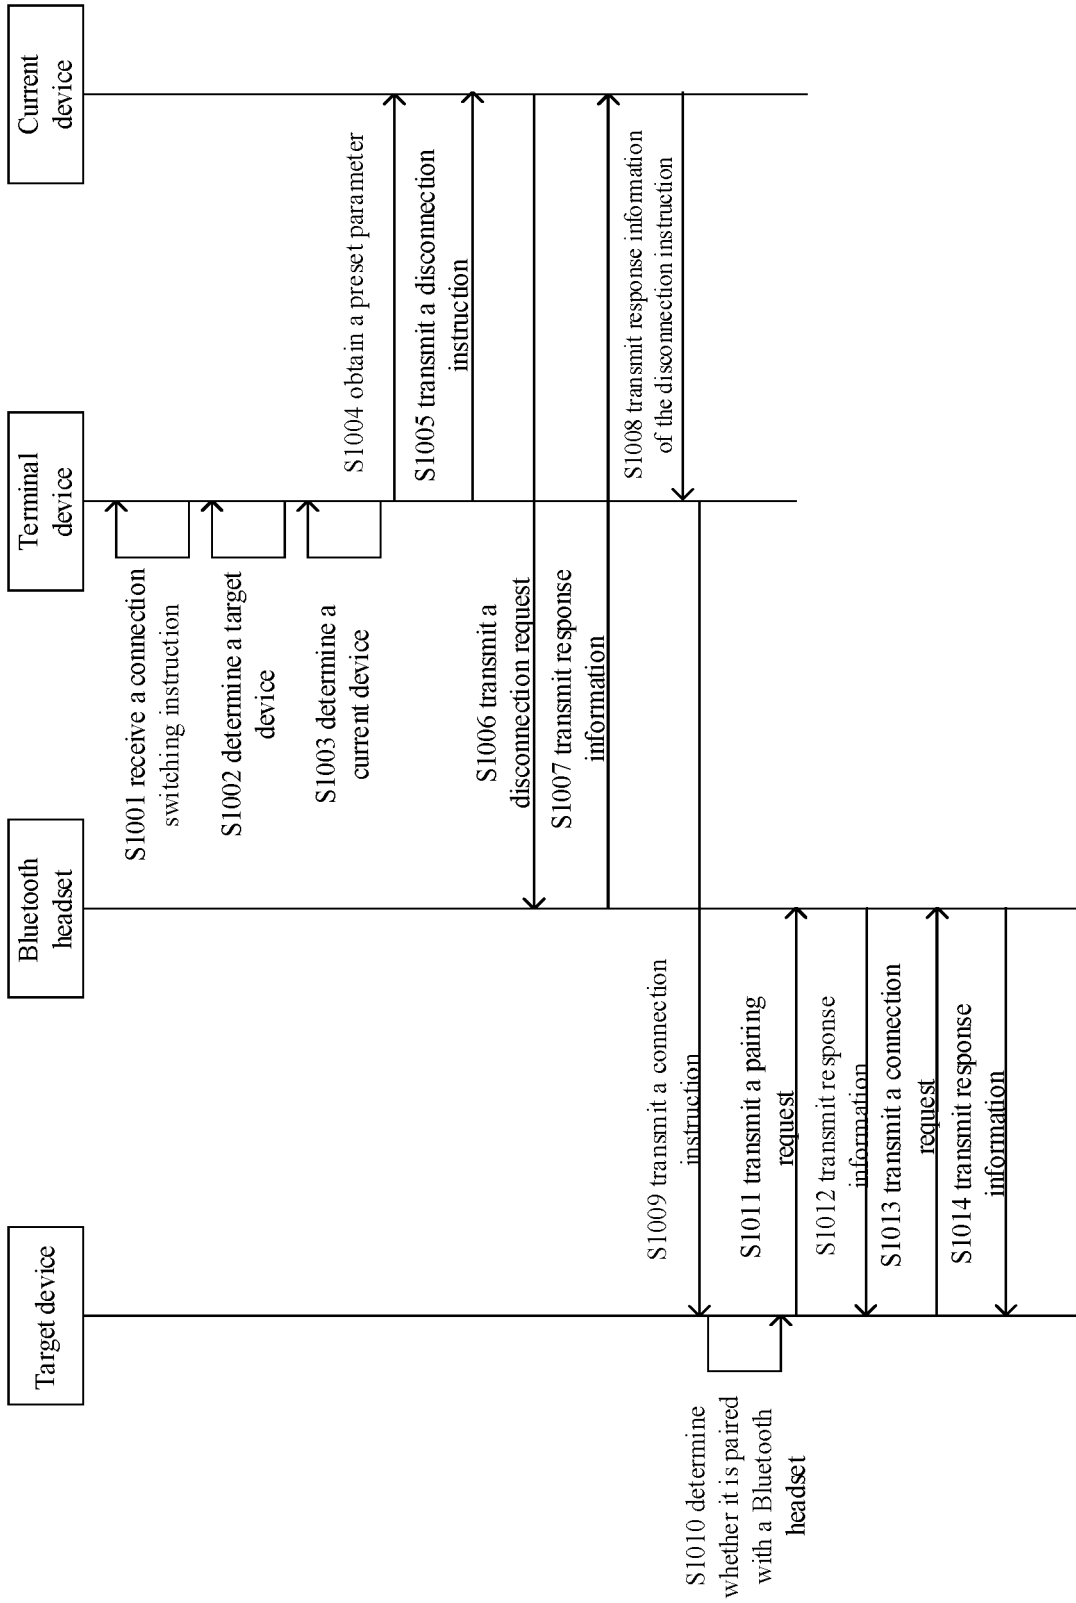 Target device
Bluetooth
headset
Terminal
device
Current
device
S1001 receive a connection
switching instruction
S1002 determine a target
device
S1003 determine a
current device
S1004 obtain a preset parameter
S1005 transmit a disconnection
instruction
S1006 transmit a
disconnection request
S1007 transmit response
information
S1008 transmit response information
of the disconnection instruction
S1009 transmit a connection
instruction
S1010 determine
whether it is paired
with a Bluetooth
headset
S1011 transmit a pairing
request
S1012 transmit response
information
S1013 transmit a connection
request
S1014 transmit response
information